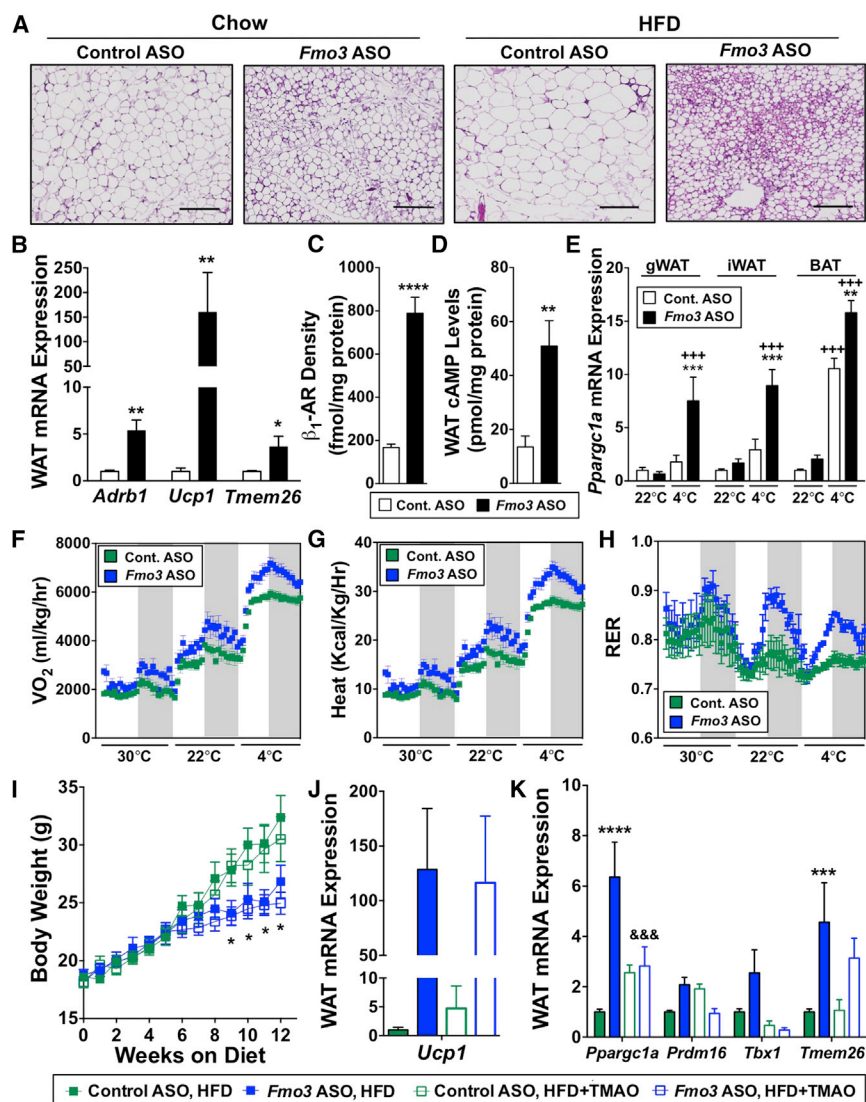 A
Chow
HFD
Control ASO
Fmo3 ASO
Control ASO
Fmo3 ASO
B
WAT mRNA Expression
250
200
150
100
50
10
5
0
**
**
*
Adrb1 Ucp1 Tmem26
C
β1-AR Density
(fmol/mg protein)
1000
800
600
400
200
0
****
D
WAT cAMP Levels
(pmol/mg protein)
80
60
40
20
0
**
Cont. ASO Fmo3 ASO
E
Ppargc1a mRNA Expression
20
15
10
5
0
gWAT iWAT BAT
Cont. ASO
Fmo3 ASO
+++
***
+++
***
+++
+++
**
22°C 4°C 22°C 4°C 22°C 4°C
F
VO2 (ml/kg/hr)
8000
6000
4000
2000
0
Cont. ASO
Fmo3 ASO
30°C 22°C 4°C
G
Heat (Kcal/Kg/Hr)
40
30
20
10
0
Cont. ASO
Fmo3 ASO
30°C 22°C 4°C
H
RER
1.0
0.9
0.8
0.7
0.6
Cont. ASO
Fmo3 ASO
30°C 22°C 4°C
I
Body Weight (g)
35
30
25
20
15
* * * *
0 2 4 6 8 10 12
Weeks on Diet
J
WAT mRNA Expression
200
150
100
50
10
5
0
Ucp1
K
WAT mRNA Expression
8
6
4
2
0
****
&&&
***
Ppargc1a Prdm16 Tbx1 Tmem26
Control ASO, HFD Fmo3 ASO, HFD Control ASO, HFD+TMAO Fmo3 ASO, HFD+TMAO